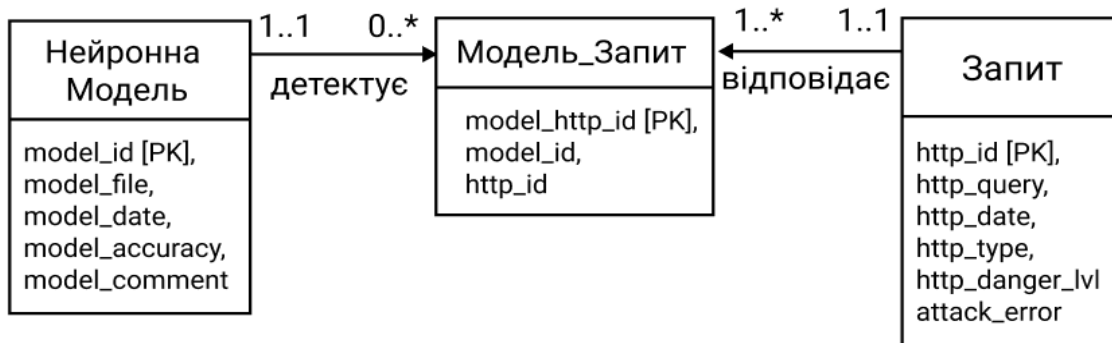 Нейронна
Модель
model_id [PK],
model_file,
model_date,
model_accuracy,
model_comment
1..1 0..*
детектує
Модель_Запит
model_http_id [PK],
model_id,
http_id
1..* 1..1
відповідає
Запит
http_id [PK],
http_query,
http_date,
http_type,
http_danger_lvl
attack_error